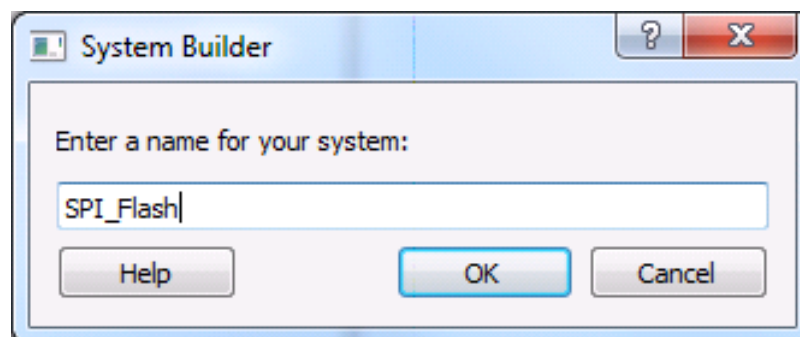 System Builder
Enter a name for your system:
SPI_Flash
Help OK Cancel